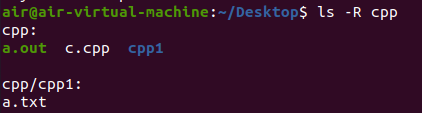 air@air-virtual-machine:~/Desktop$ ls -R cpp
cpp:
a.out  c.cpp  cpp1

cpp/cpp1:
a.txt